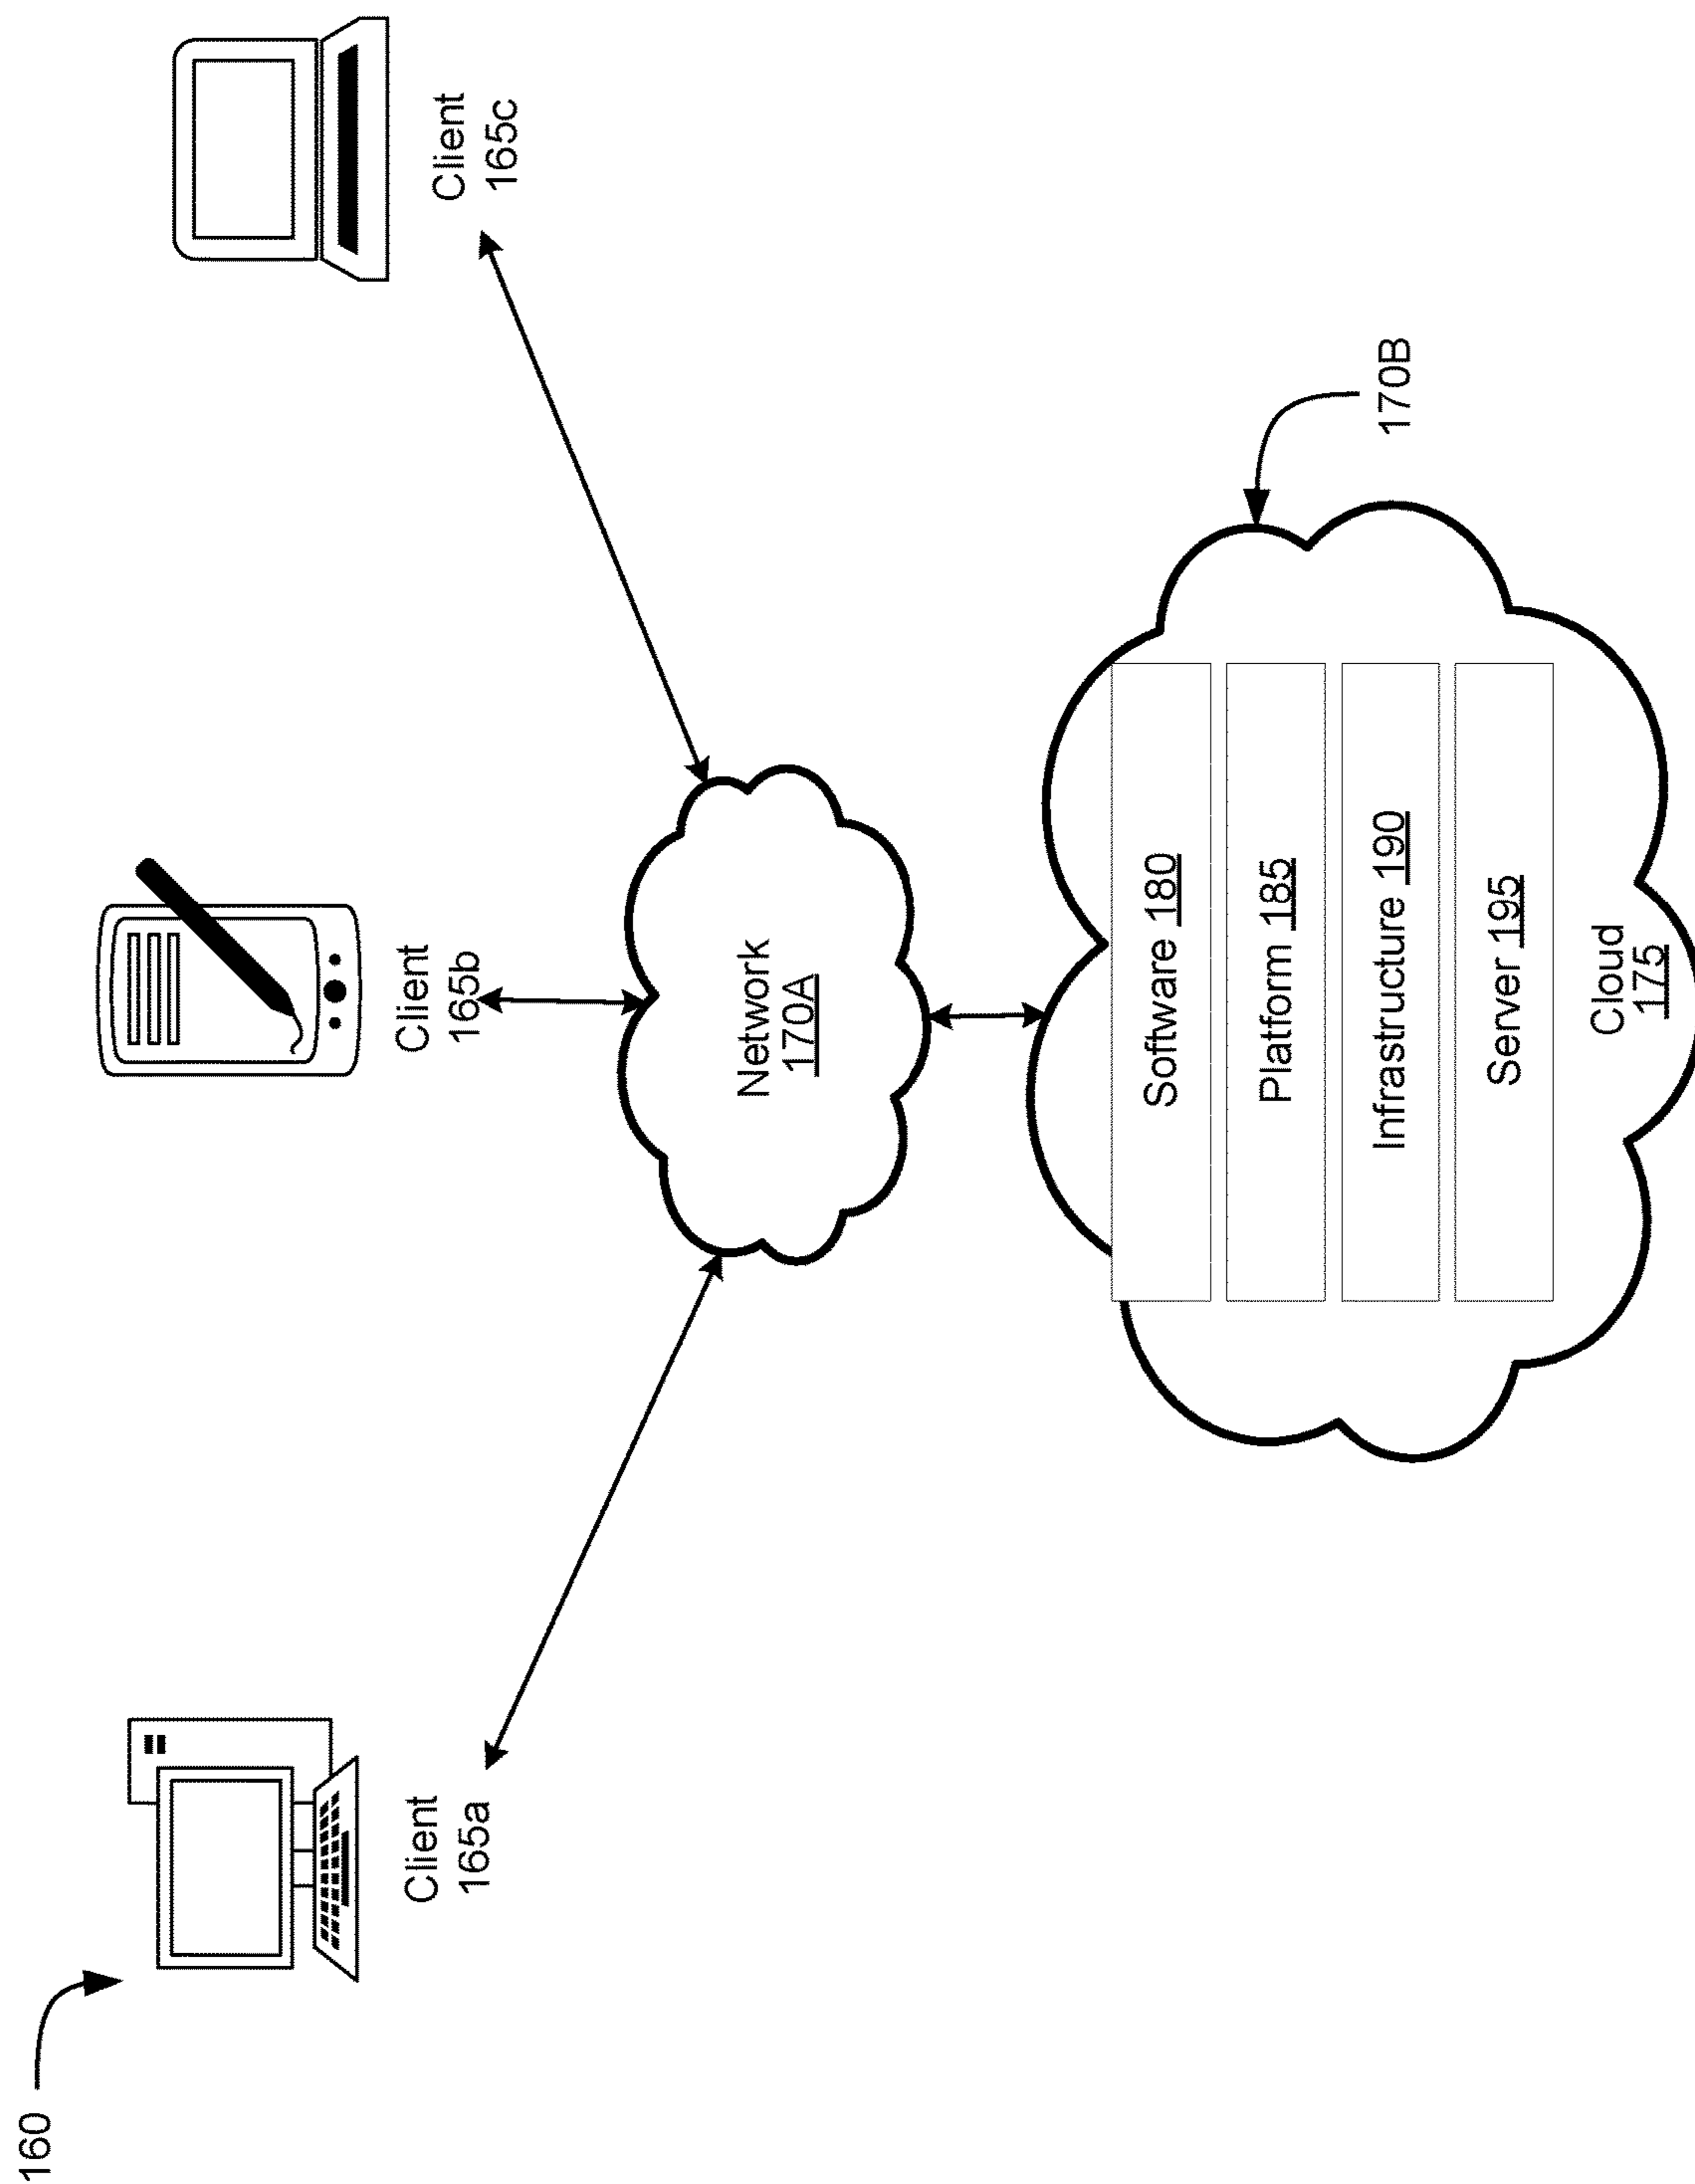 160
Client
165a
Client
165b
Client
165c
Network
170A
170B
Software 180
Platform 185
Infrastructure 190
Server 195
Cloud
175